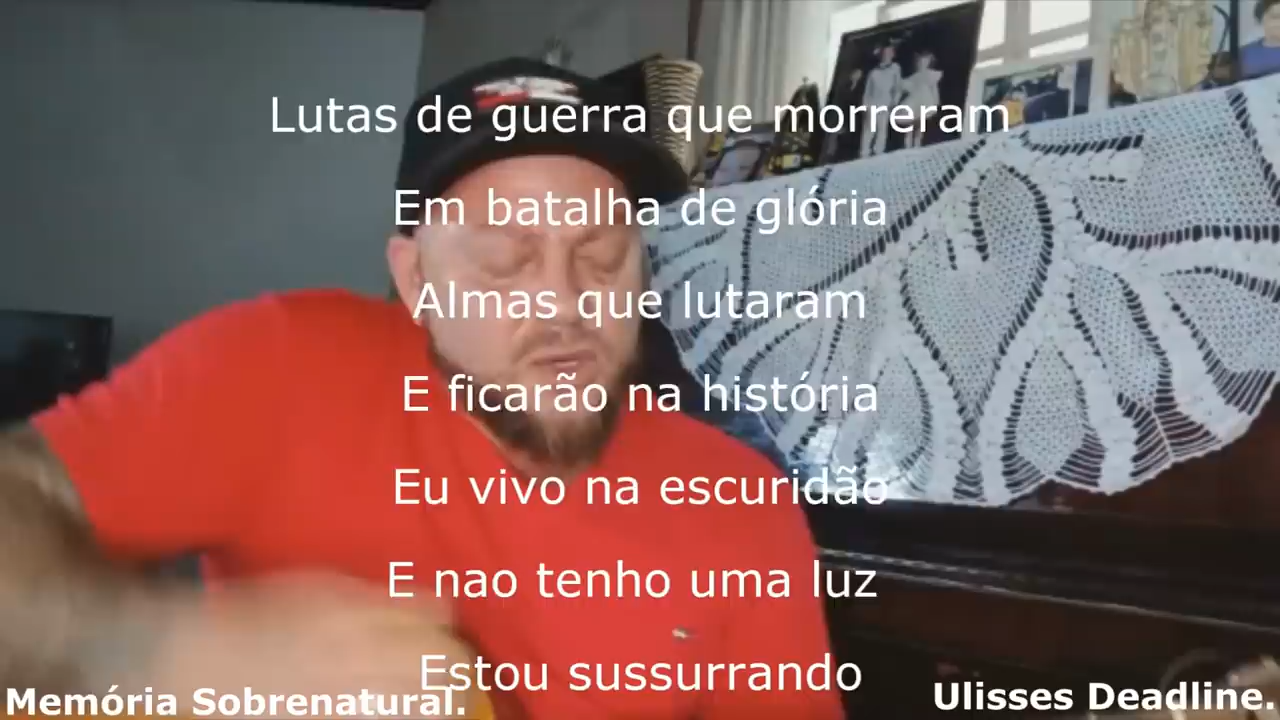 Lutas de guerra que morreram
Em batalha de glória
Almas que lutaram
E ficarão na história
Eu vivo na escuridão
E nao tenho uma luz
Estou sussurrando
Memória Sobrenatural.
Ulisses Deadline.